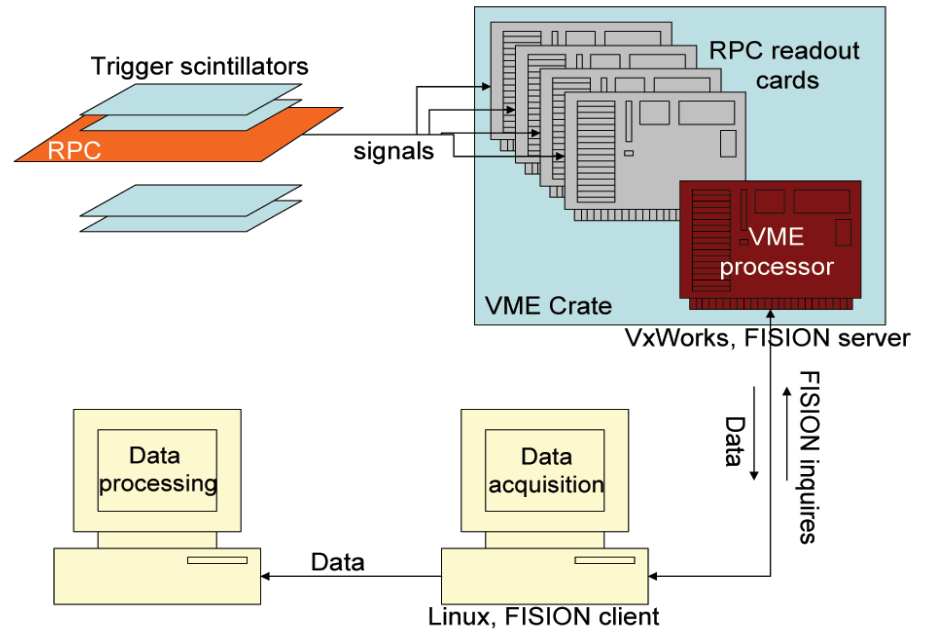 Trigger scintillators
RPC
signals
RPC readout
cards
VME
processor
VME Crate
VxWorks, FISION server
Data
FISION inquires
Data
processing
Data
acquisition
Data
Linux, FISION client